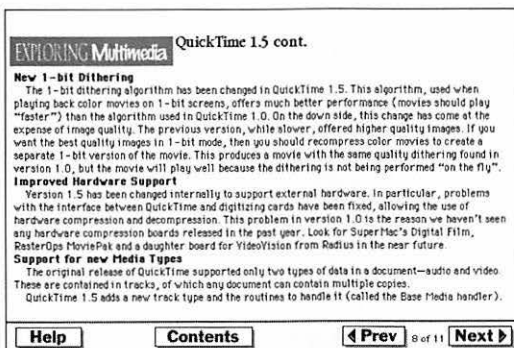 EXPLORING Multimedia QuickTime 1.5 cont.
New 1-bit Dithering
The 1-bit dithering algorithm has been changed in QuickTime 1.5. This algorithm, used when
playing back color movies on 1-bit screens, offers much better performance (movies should play
"faster") than the algorithm used in QuickTime 1.0. On the down side, this change has come at the
expense of image quality. The previous version, while slower, offered higher quality images. If you
want the best quality images in 1-bit mode, then you should recompress color movies to create a
separate 1-bit version of the movie. This produces a movie with the same quality dithering found in
version 1.0, but the movie will play well because the dithering is not being performed "on the fly".
Improved Hardware Support
Version 1.5 has been changed internally to support external hardware. In particular, problems
with the interface between QuickTime and digitizing cards have been fixed, allowing the use of
hardware compression and decompression. This problem in version 1.0 is the reason we haven't seen
any hardware compression boards released in the past year. Look for SuperMac's Digital Film,
RasterOps MoviePak and a daughter board for VideoVision from Radius in the near future.
Support for new Media Types
The original release of QuickTime supported only two types of data in a document—audio and video.
These are contained in tracks, of which any document can contain multiple copies.
QuickTime 1.5 adds a new track type and the routines to handle it (called the Base Media handler).
Help Contents Prev 8 of 11 Next